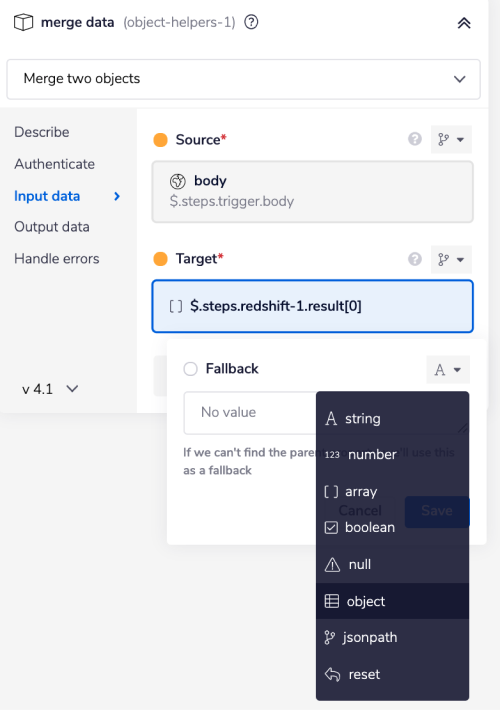 merge data (object-helpers-1)
Merge two objects
Describe
Authenticate
Input data
Output data
Handle errors
v 4.1
Source*
body
$.steps.trigger.body
Target*
[ ] $.steps.redshift-1.result[0]
Fallback
A
No value
If we can't find the paren
'll use this
as a fallback
Cancel
Save
A string
123 number
[ ] array
boolean
null
object
jsonpath
reset